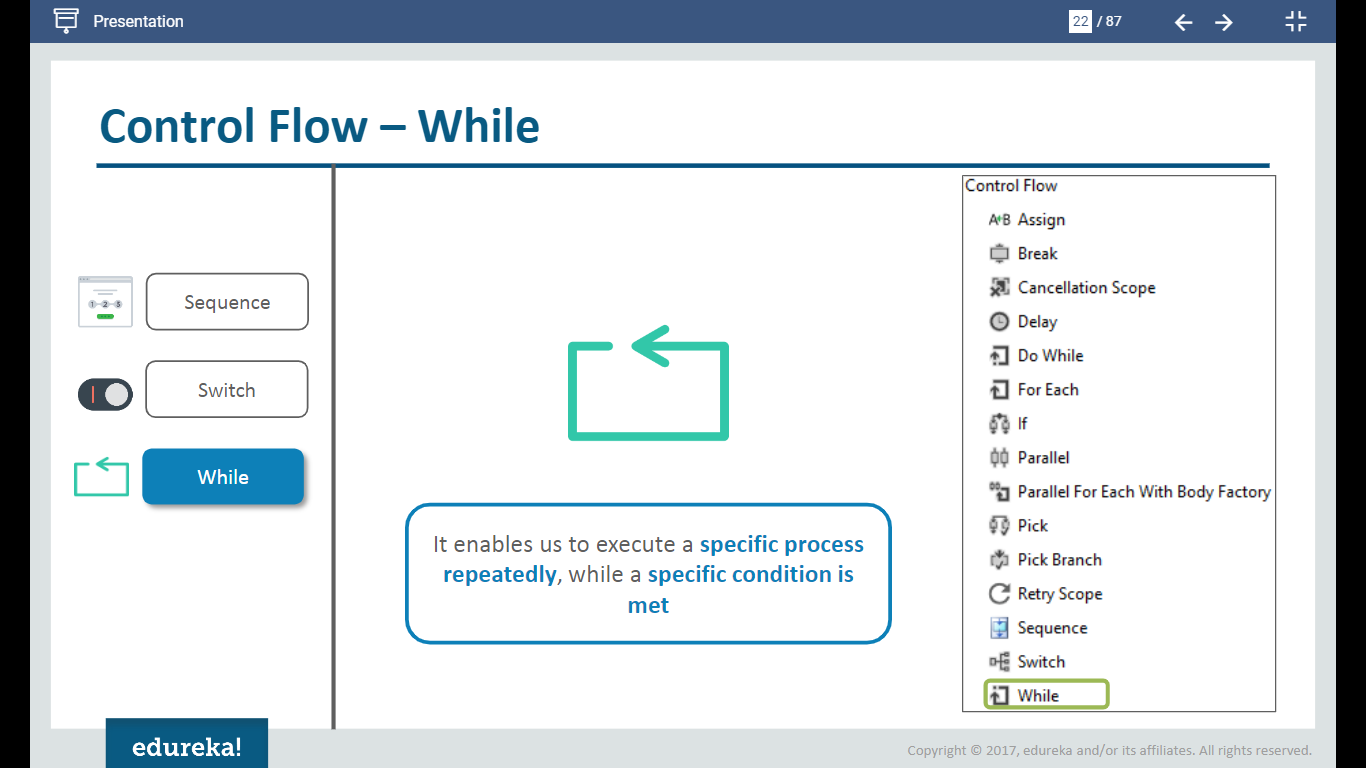 Presentation
22 / 87
Control Flow – While
Sequence
Switch
While
It enables us to execute a specific process
repeatedly, while a specific condition is
met
Control Flow
A+B Assign
Break
Cancellation Scope
Delay
Do While
For Each
If
Parallel
Parallel For Each With Body Factory
Pick
Pick Branch
Retry Scope
Sequence
Switch
While
edureka!
Copyright © 2017, edureka and/or its affiliates. All rights reserved.